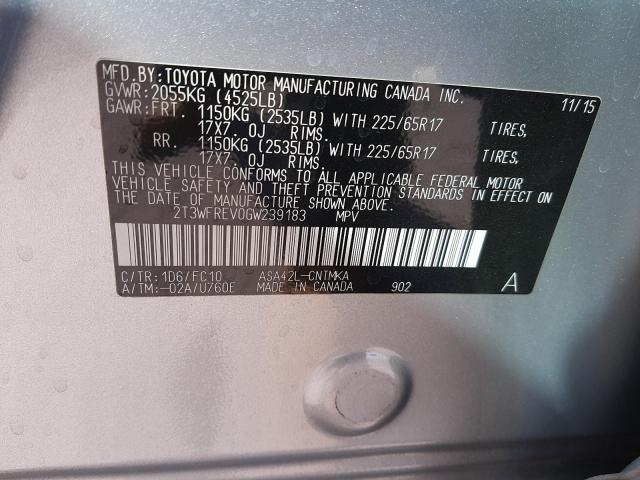 MFD.BY:TOYOTA MOTOR MANUFACTURING CANADA INC.
GVWR:2055KG (4525LB) 11/15
GAWR:FRT. 1150KG (2535LB) WITH 225/65R17 TIRES,
17X7. OJ RIMS.
RR. 1150KG (2535LB) WITH 225/65R17 TIRES,
17X7. OJ RIMS.
THIS VEHICLE CONFORMS TO ALL APPLICABLE FEDERAL MOTOR
VEHICLE SAFETY AND THEFT PREVENTION STANDARDS IN EFFECT ON
THE DATE OF MANUFACTURE SHOWN ABOVE.
2T3WFREV0GW239183 MPV
C/TR:1D6/FC10 ASA42L-CNTMKA
A/TM:-02A/U760E MADE IN CANADA 902 A